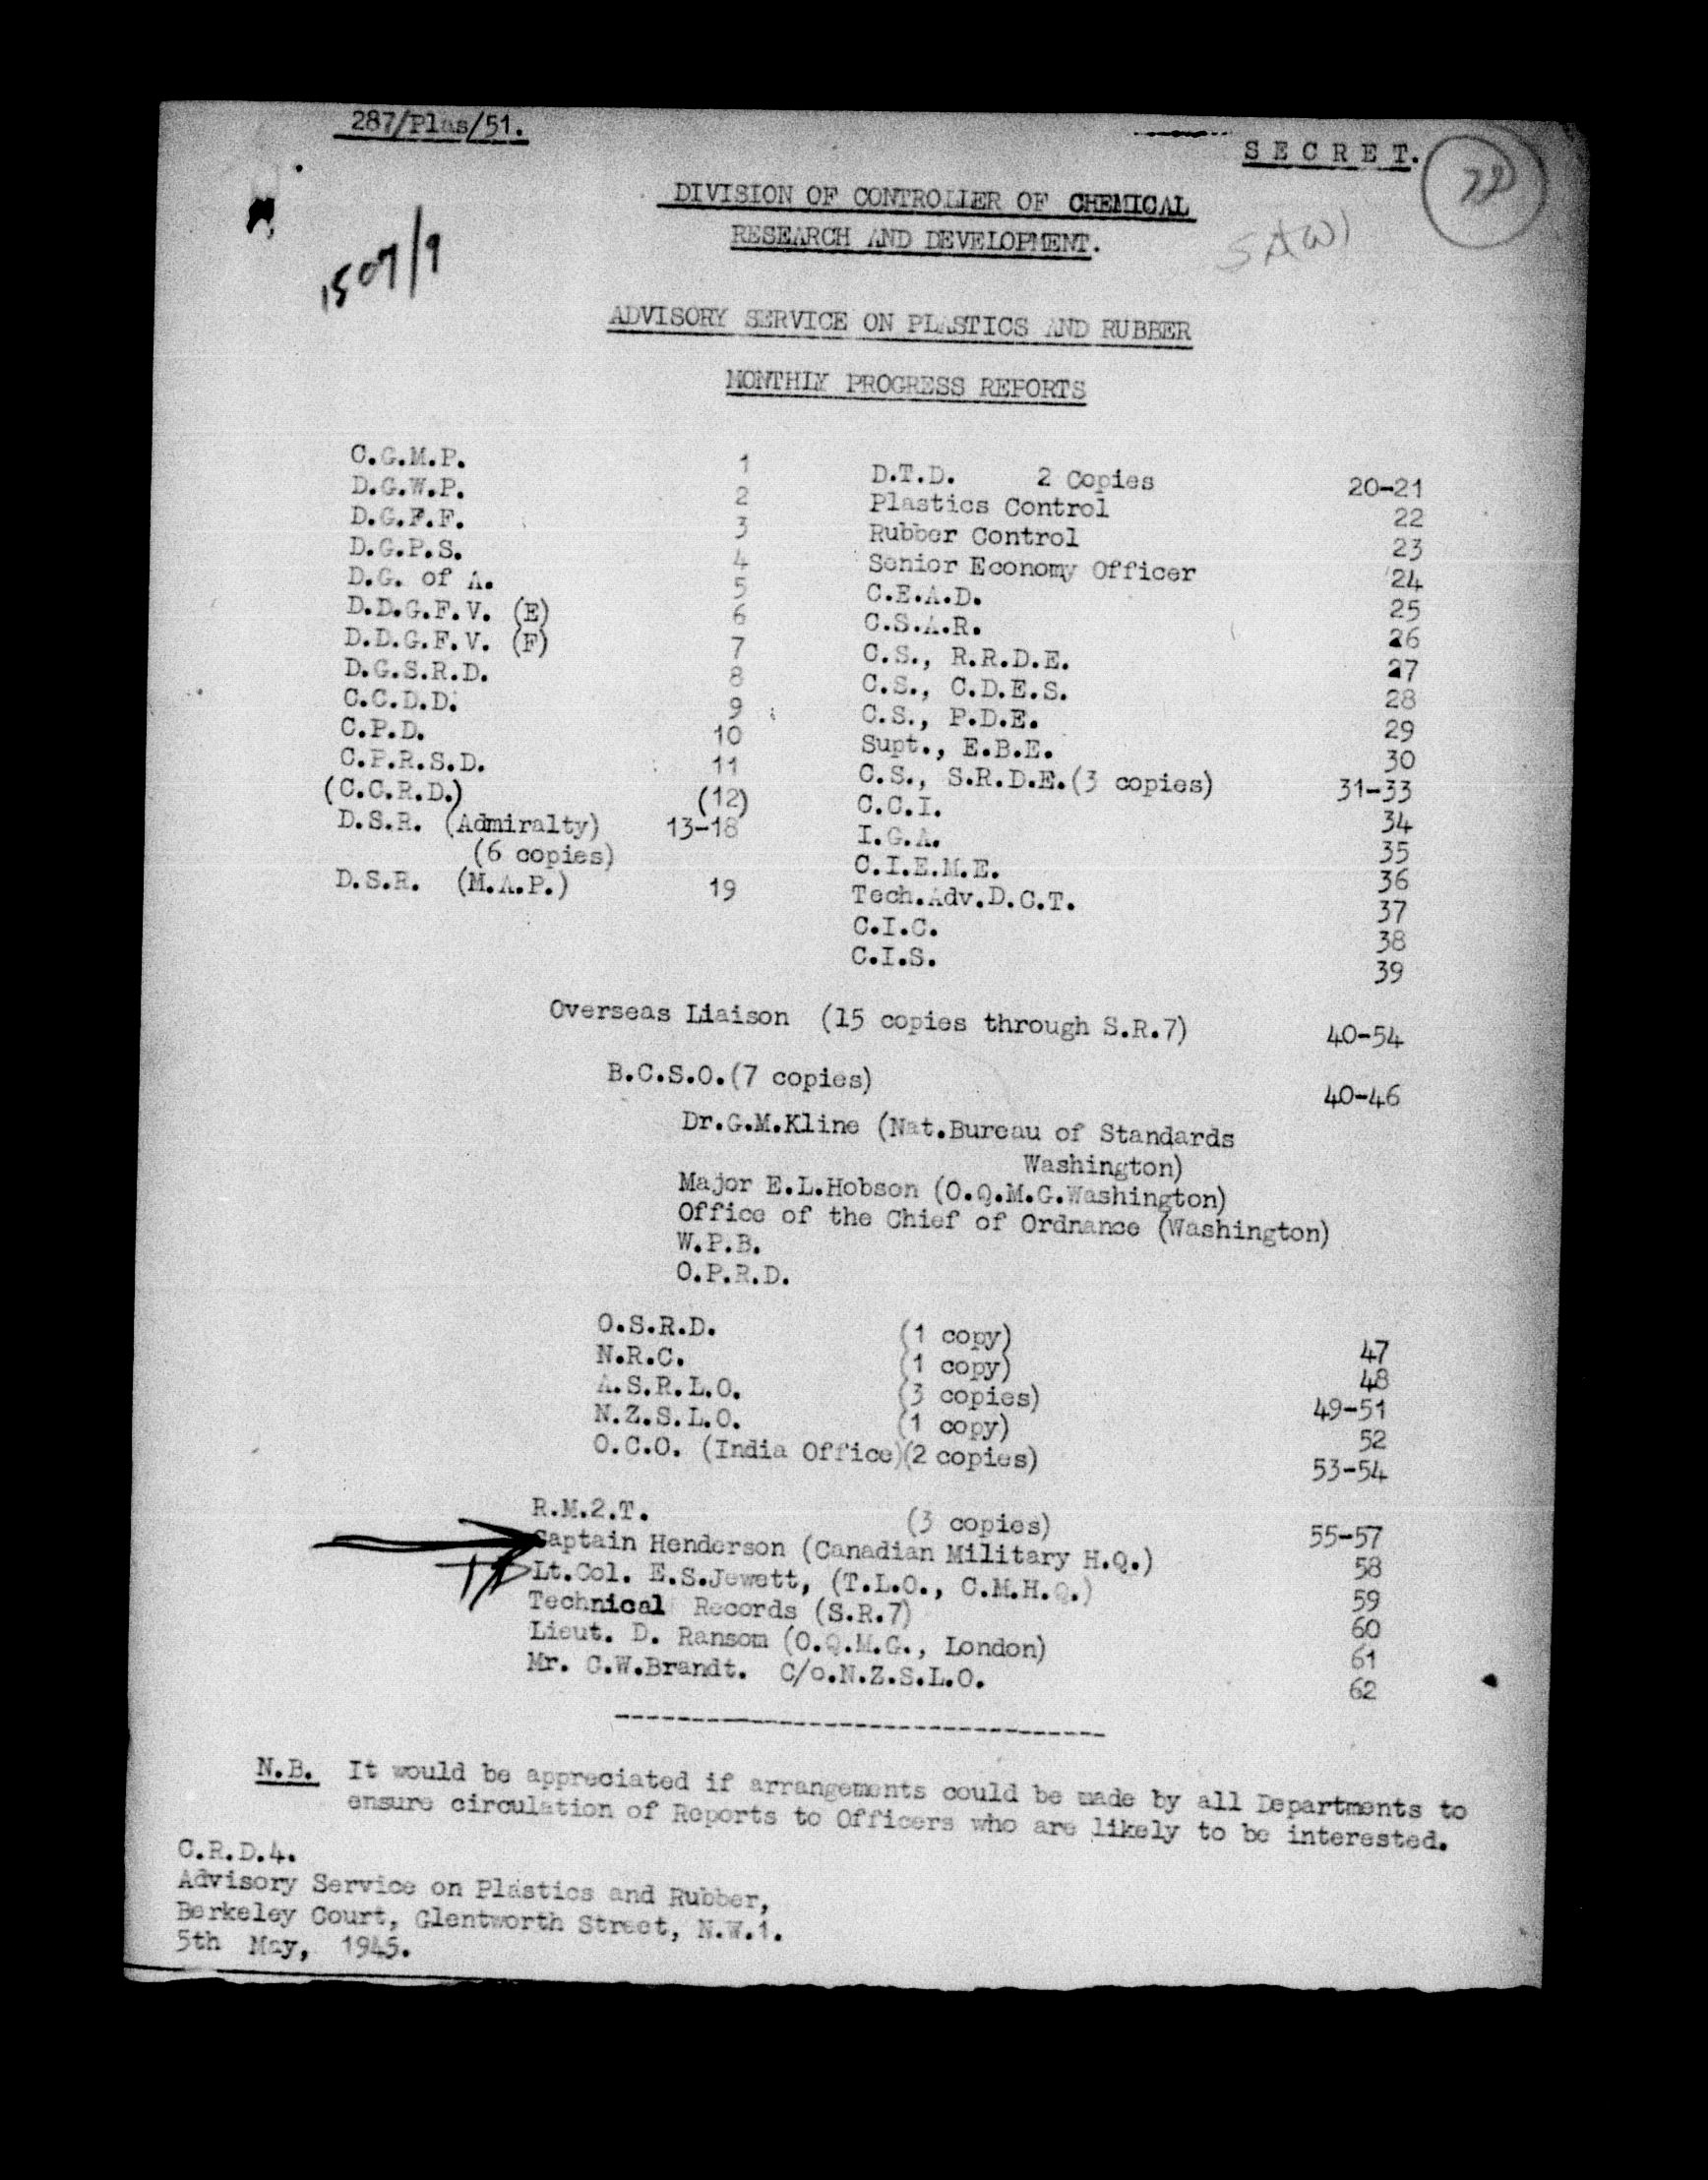 287/Plas/51.
S E C R E T.
DIVISION OF CONTROLLER OF CHEMICAL
RESEARCH AND DEVELOPMENT.
1507/9
ADVISORY SERVICE ON PLASTICS AND RUBBER
MONTHLY PROGRESS REPORTS
C.G.M.P. 1
D.G.W.P. 2
D.G.F.F. 3
D.G.P.S. 4
D.G. of A. 5
D.D.G.F.V. (E) 6
D.D.G.F.V. (F) 7
D.G.S.R.D. 8
C.C.D.D. 9
C.P.D. 10
C.P.R.S.D. 11
(C.C.R.D.) (12)
D.S.R. (Admiralty) 13-18
(6 copies)
D.S.R. (M.A.P.) 19
D.T.D. 2 Copies 20-21
Plastics Control 22
Rubber Control 23
Senior Economy Officer 24
C.E.A.D. 25
C.S.A.R. 26
C.S., R.R.D.E. 27
C.S., C.D.E.S. 28
C.S., P.D.E. 29
Supt., E.B.E. 30
C.S., S.R.D.E.(3 copies) 31-33
C.C.I. 34
I.G.A. 35
C.I.E.M.E. 36
Tech.Adv.D.C.T. 37
C.I.C. 38
C.I.S. 39
Overseas Liaison (15 copies through S.R.7) 40-54
B.C.S.O.(7 copies) 40-46
Dr.G.M.Kline (Nat.Bureau of Standards
Washington)
Major E.L.Hobson (O.Q.M.G.Washington)
Office of the Chief of Ordnance (Washington)
W.P.B.
O.P.R.D.
O.S.R.D. (1 copy) 47
N.R.C. (1 copy) 48
A.S.R.L.O. (3 copies) 49-51
N.Z.S.L.O. (1 copy) 52
O.C.O. (India Office)(2 copies) 53-54
R.M.2.T. (3 copies) 55-57
Captain Henderson (Canadian Military H.Q.) 58
Lt.Col. E.S.Jewett, (T.L.O., C.M.H.Q.) 59
Technical Records (S.R.7) 60
Lieut. D. Ransom (O.Q.M.G., London) 61
Mr. C.W.Brandt. C/o.N.Z.S.L.O. 62
N.B. It would be appreciated if arrangements could be made by all Departments to
ensure circulation of Reports to Officers who are likely to be interested.
C.R.D.4.
Advisory Service on Plastics and Rubber,
Berkeley Court, Glentworth Street, N.W.1.
5th May, 1945.